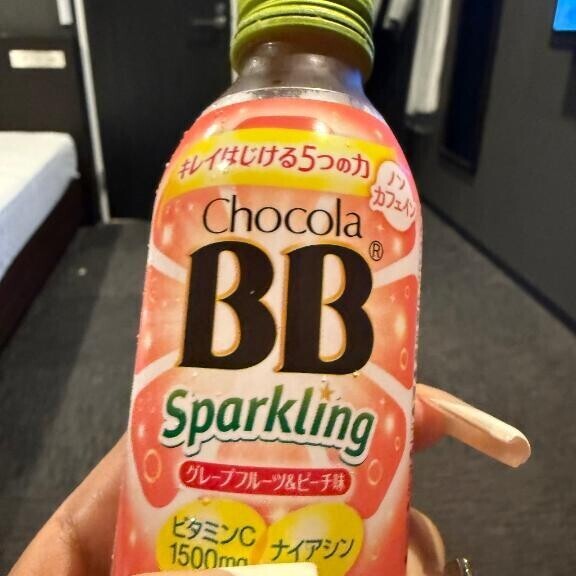 キレイはじける5つの力
ノン
カフェイン
Chocola
BB®
Sparkling
グレープフルーツ&ピーチ味
ビタミンC
1500mg
ナイアシン